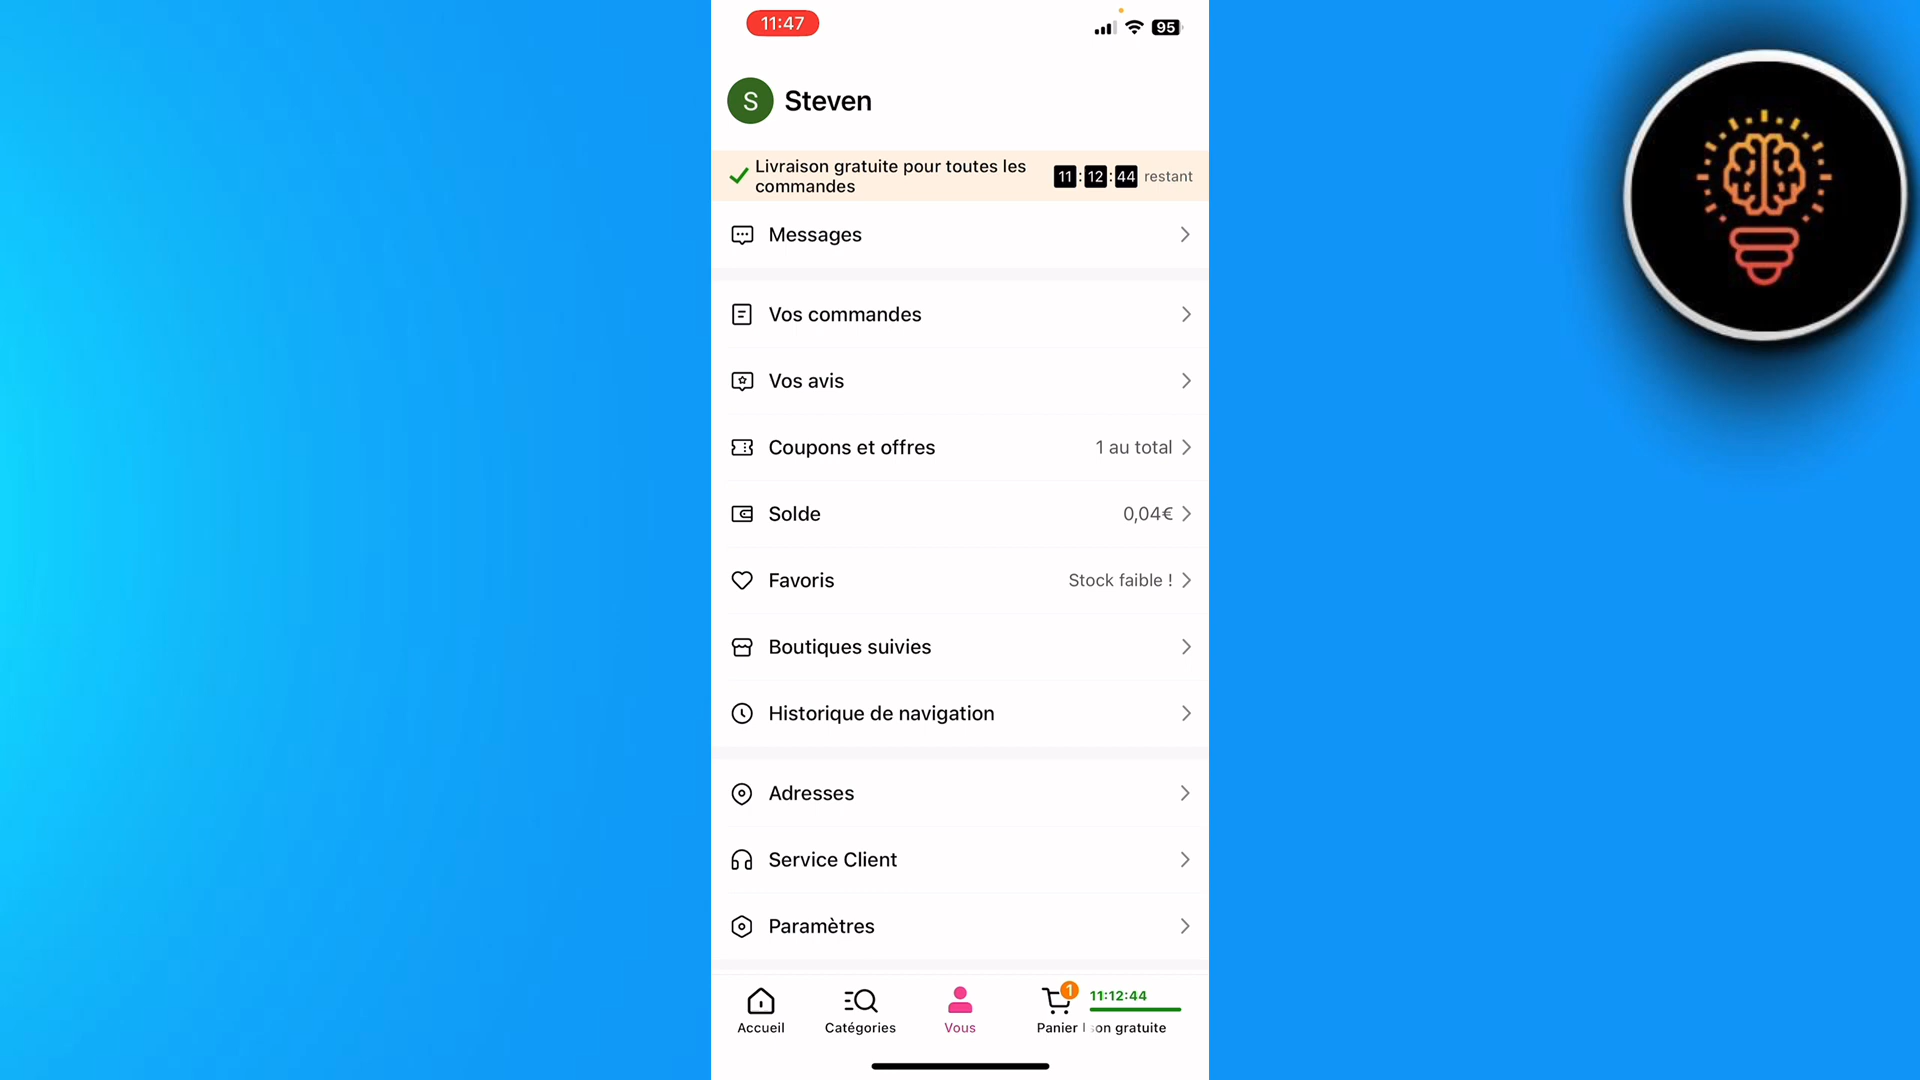 11:47
95
S
Steven
Livraison gratuite pour toutes les
commandes
11:12:44 restant
Messages
Vos commandes
Vos avis
Coupons et offres 1 au total
Solde 0,04€
Favoris Stock faible !
Boutiques suivies
Historique de navigation
Adresses
Service Client
Paramètres
1
11:12:44
Accueil Catégories Vous Panier son gratuite